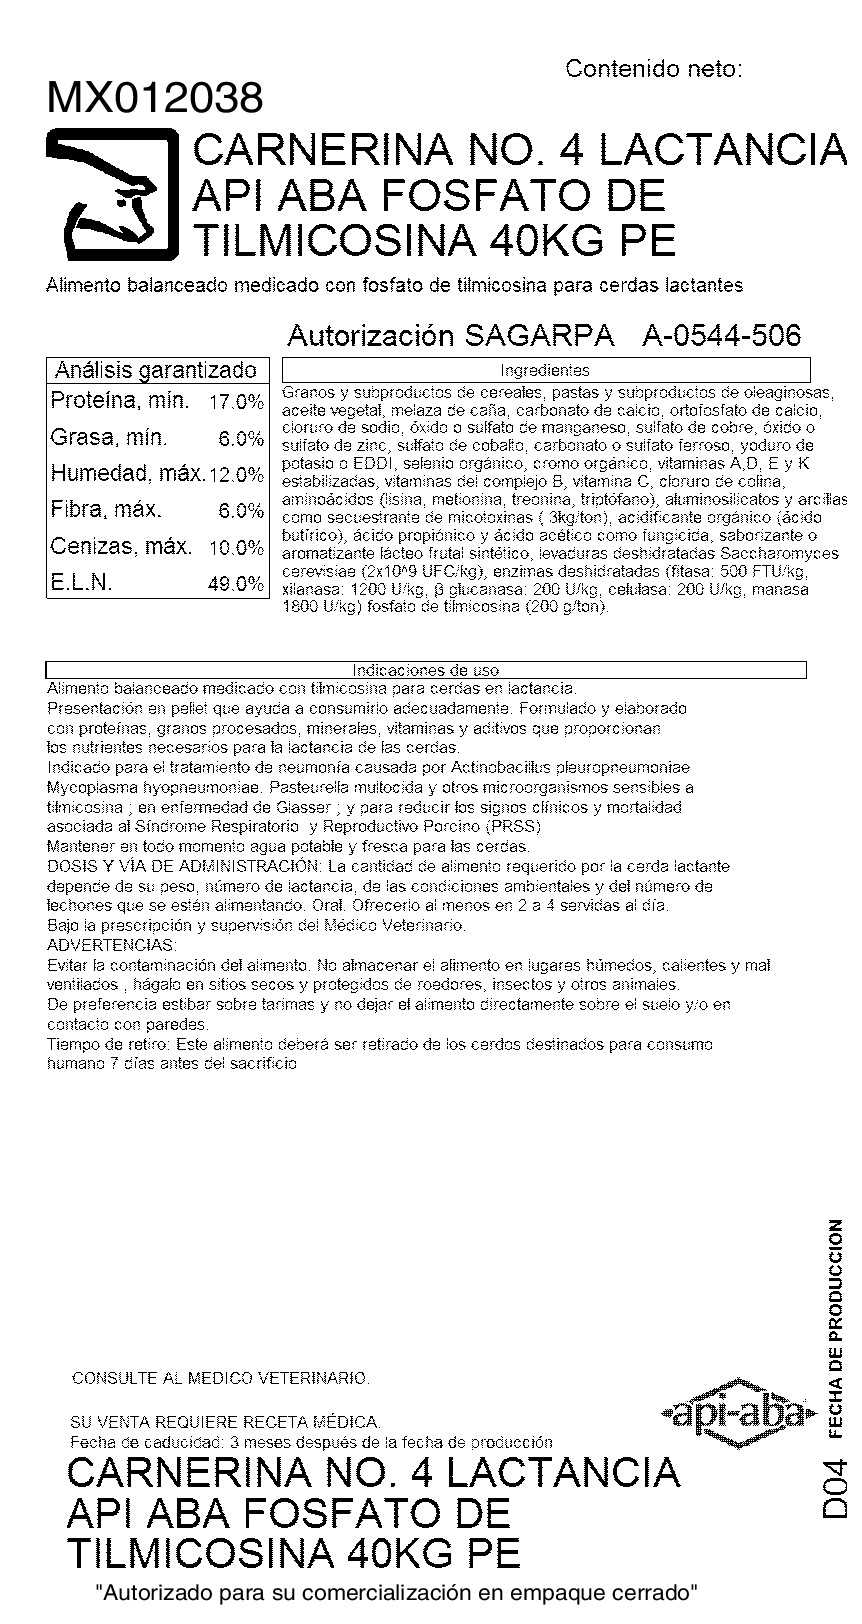 Contenido neto:
MX012038
CARNERINA NO. 4 LACTANCIA
API ABA FOSFATO DE
TILMICOSINA 40KG PE
Alimento balanceado medicado con fosfato de tilmicosina para cerdas lactantes
Autorización SAGARPA A-0544-506
Análisis garantizado
Proteína, mín. 17.0%
Grasa, mín. 6.0%
Humedad, máx. 12.0%
Fibra, máx. 6.0%
Cenizas, máx. 10.0%
E.L.N. 49.0%
Ingredientes
Granos y subproductos de cereales, pastas y subproductos de oleaginosas,
aceite vegetal, melaza de caña, carbonato de calcio, ortofosfato de calcio,
cloruro de sodio, óxido o sulfato de manganeso, sulfato de cobre, óxido o
sulfato de zinc, sulfato de cobalto, carbonato o sulfato ferroso, yoduro de
potasio o EDDI, selenio orgánico, cromo orgánico, vitaminas A,D, E y K
estabilizadas, vitaminas del complejo B, vitamina C, cloruro de colina,
aminoácidos (lisina, metionina, treonina, triptófano), aluminosilicatos y arcillas
como secuestrante de micotoxinas ( 3kg/ton), acidificante orgánico (ácido
butírico), ácido propiónico y ácido acético como fungicida, saborizante o
aromatizante lácteo frutal sintético, levaduras deshidratadas Saccharomyces
cerevisiae (2x10^9 UFC/kg), enzimas deshidratadas (fitasa: 500 FTU/kg,
xilanasa: 1200 U/kg, β glucanasa: 200 U/kg, celulasa: 200 U/kg, manasa
1800 U/kg) fosfato de tilmicosina (200 g/ton).
Indicaciones de uso
Alimento balanceado medicado con tilmicosina para cerdas en lactancia.
Presentación en pellet que ayuda a consumirlo adecuadamente. Formulado y elaborado
con proteínas, granos procesados, minerales, vitaminas y aditivos que proporcionan
los nutrientes necesarios para la lactancia de las cerdas.
Indicado para el tratamiento de neumonía causada por Actinobacillus pleuropneumoniae
Mycoplasma hyopneumoniae. Pasteurella multocida y otros microorganismos sensibles a
tilmicosina ; en enfermedad de Glasser ; y para reducir los signos clínicos y mortalidad
asociada al Síndrome Respiratorio y Reproductivo Porcino (PRSS)
Mantener en todo momento agua potable y fresca para las cerdas.
DOSIS Y VÍA DE ADMINISTRACIÓN: La cantidad de alimento requerido por la cerda lactante
depende de su peso, número de lactancia, de las condiciones ambientales y del número de
lechones que se están alimentando. Oral. Ofrecerlo al menos en 2 a 4 servidas al día.
Bajo la prescripción y supervisión del Médico Veterinario.
ADVERTENCIAS:
Evitar la contaminación del alimento. No almacenar el alimento en lugares húmedos, calientes y mal
ventilados , hágalo en sitios secos y protegidos de roedores, insectos y otros animales.
De preferencia estibar sobre tarimas y no dejar el alimento directamente sobre el suelo y/o en
contacto con paredes.
Tiempo de retiro: Este alimento deberá ser retirado de los cerdos destinados para consumo
humano 7 días antes del sacrificio
FECHA DE PRODUCCION
D04
CONSULTE AL MEDICO VETERINARIO.
api-aba
SU VENTA REQUIERE RECETA MÉDICA.
Fecha de caducidad: 3 meses después de la fecha de producción
CARNERINA NO. 4 LACTANCIA
API ABA FOSFATO DE
TILMICOSINA 40KG PE
"Autorizado para su comercialización en empaque cerrado"